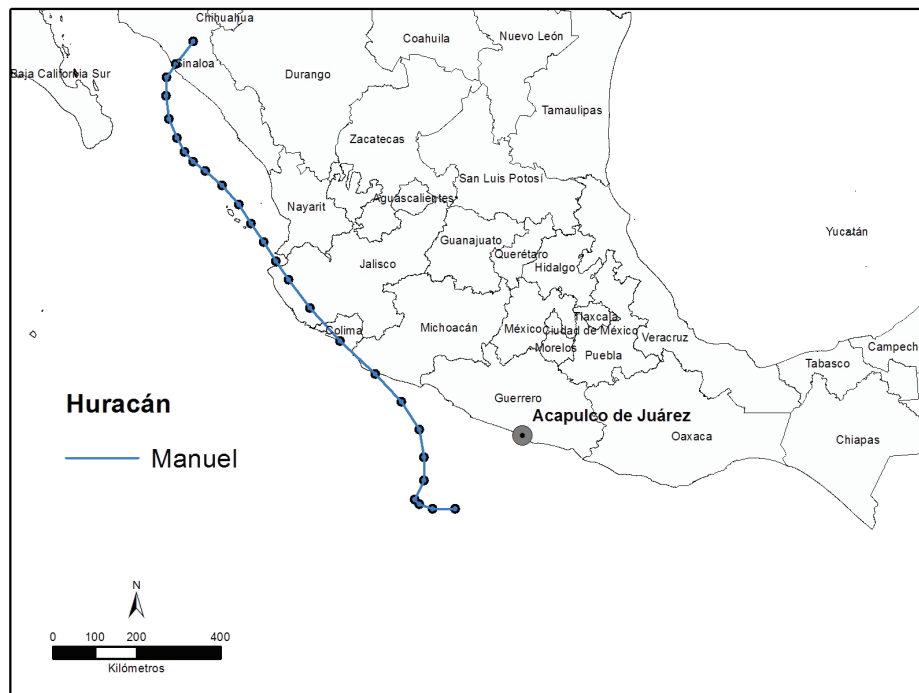 Chihuahua
Coahuila
Nuevo León
Sinaloa
Baja California Sur
Durango
Tamaulipas
Zacatecas
San Luis Potosí
Aguascalientes
Nayarit
Yucatán
Guanajuato
Querétaro
Jalisco
Hidalgo
Tlaxcala
Colima
Michoacán
México
Ciudad de México
Veracruz
Morelos
Puebla
Campech
Tabasco
Huracán
Guerrero
Acapulco de Juárez
Oaxaca
Chiapas
Manuel
N
0 100 200 400
Kilómetros